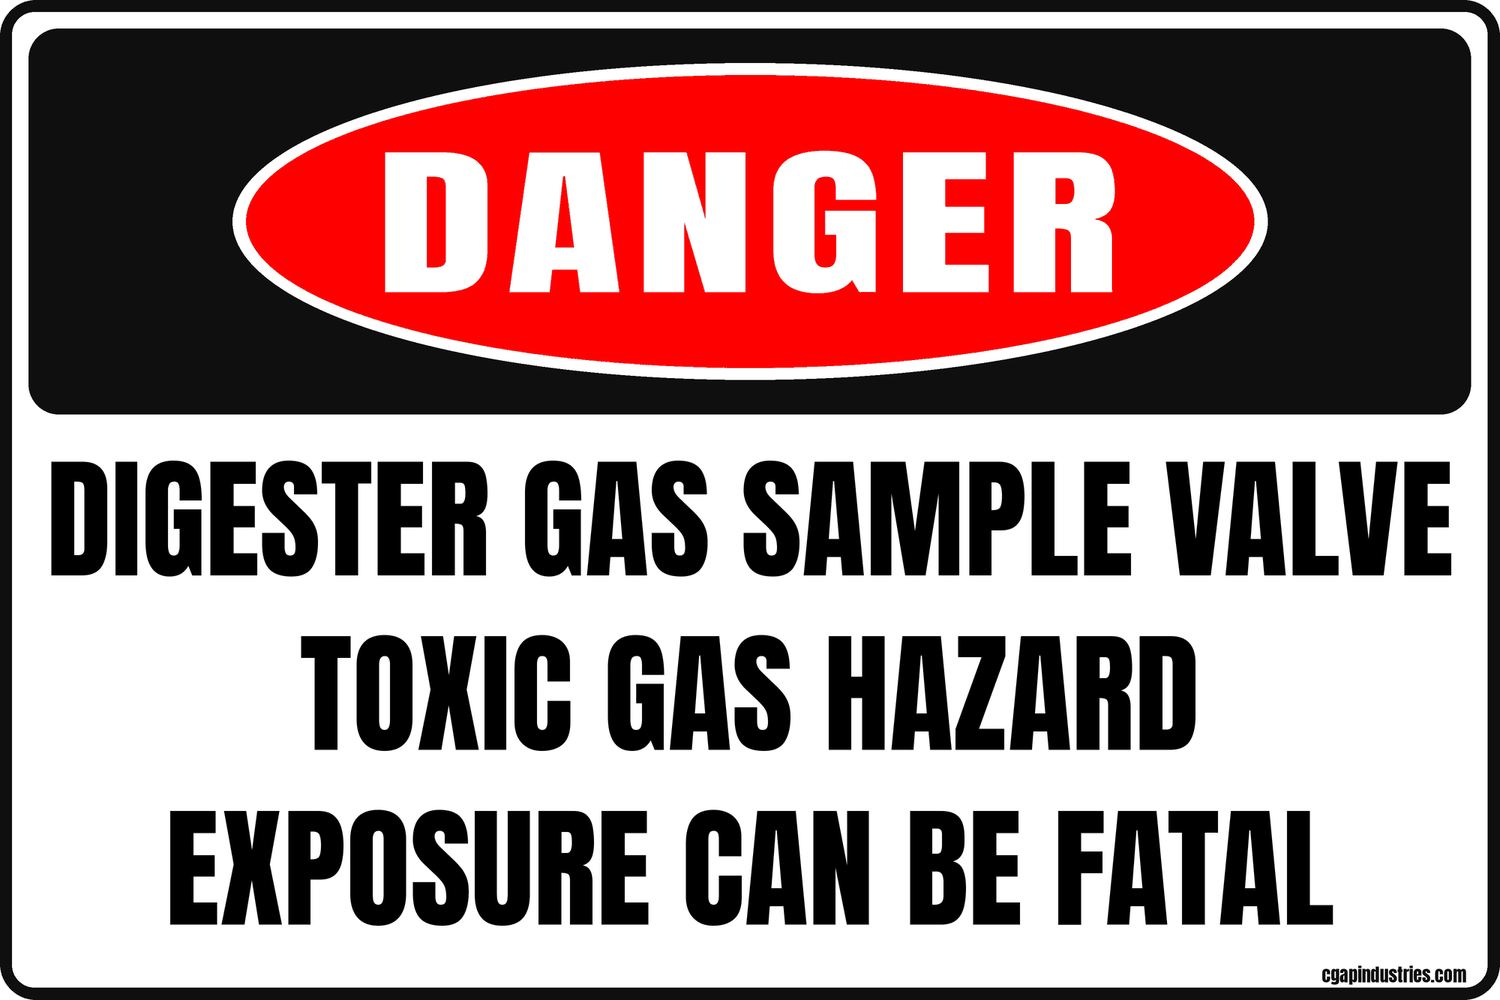 DANGER
DIGESTER GAS SAMPLE VALVE
TOXIC GAS HAZARD
EXPOSURE CAN BE FATAL
cgapindustries.com